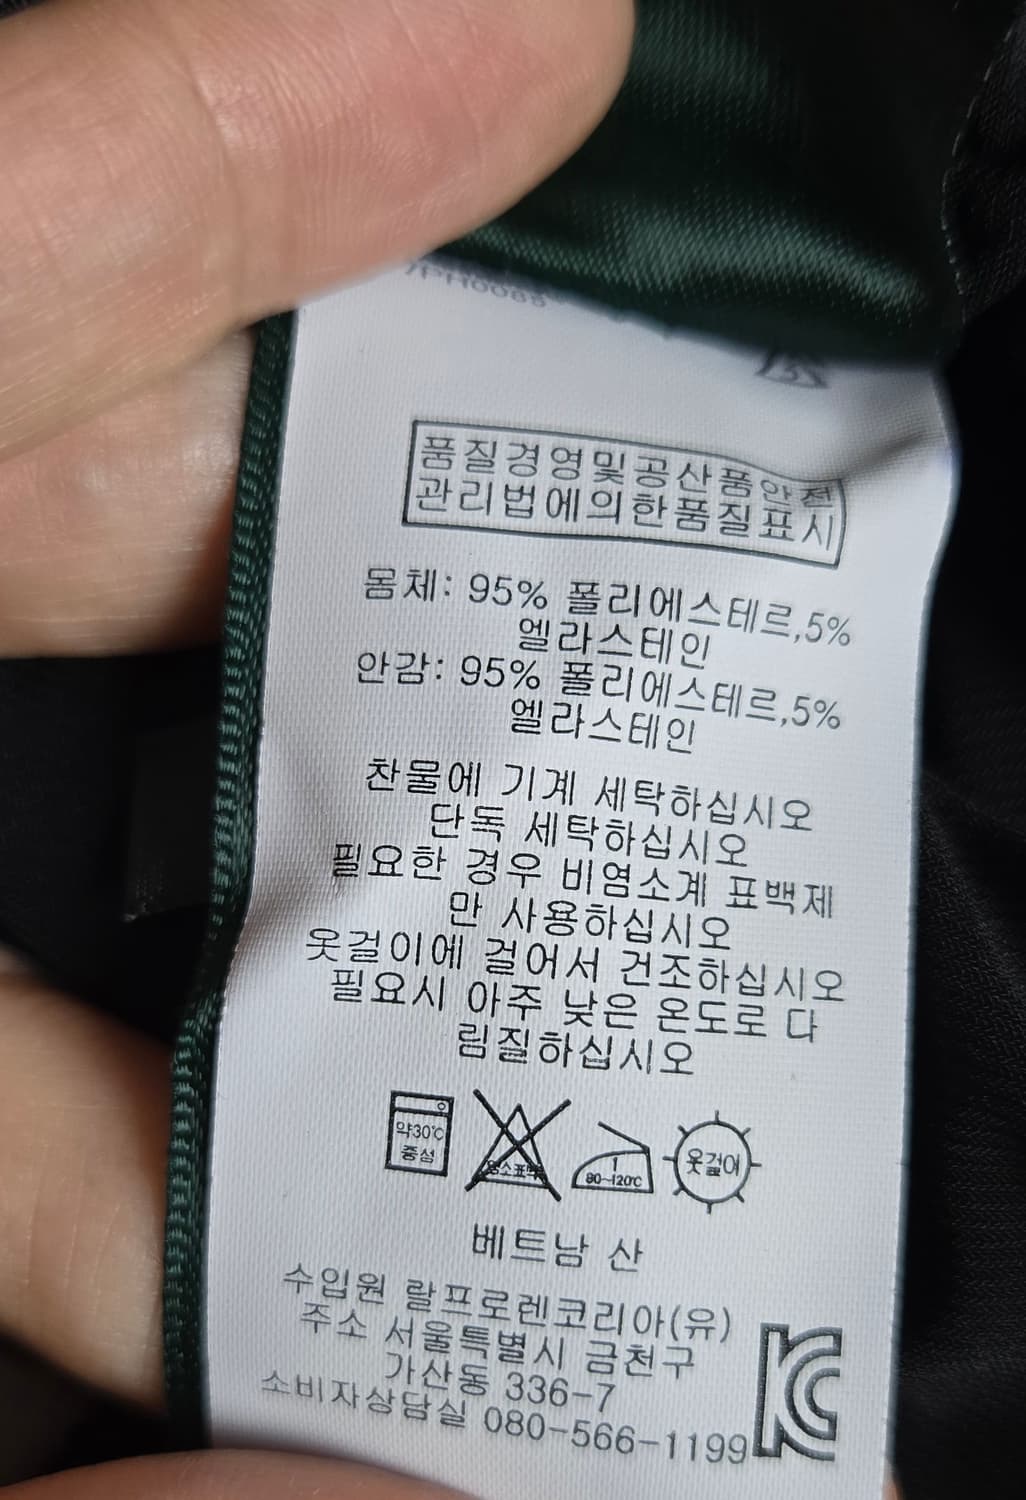 품질경영및공산품안전
관리법에의한품질표시
몸체: 95% 폴리에스테르,5%
엘라스테인
안감: 95% 폴리에스테르,5%
엘라스테인
찬물에 기계 세탁하십시오
단독 세탁하십시오
필요한 경우 비염소계 표백제
만 사용하십시오
옷걸이에 걸어서 건조하십시오
필요시 아주 낮은 온도로 다
림질하십시오
약30℃
중성
염소표백
80~120℃
옷걸이
베트남 산
수입원 랄프로렌코리아(유)
주소 서울특별시 금천구
가산동 336-7
소비자상담실 080-566-1199